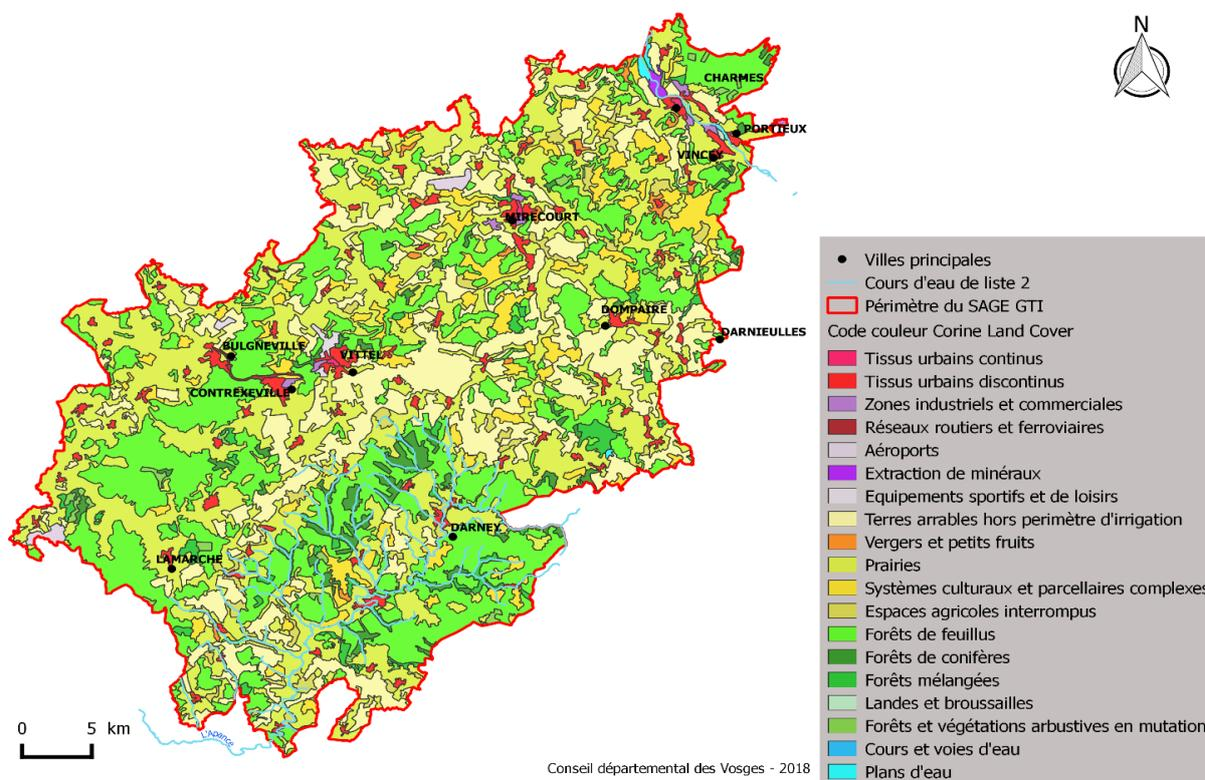 N
CHARMES
PORTIEUX
VINCEY
MIRECOURT
DOMPAIRE
DARNIEULLES
BULGNEVILLE
VITTEL
CONTREXEVILLE
DARNEY
LAMARCHE
L'Apance
0 5 km
Conseil départemental des Vosges - 2018
Villes principales
Cours d'eau de liste 2
Périmètre du SAGE GTI
Code couleur Corine Land Cover
Tissus urbains continus
Tissus urbains discontinus
Zones industriels et commerciales
Réseaux routiers et ferroviaires
Aéroports
Extraction de minéraux
Equipements sportifs et de loisirs
Terres arrables hors perimètre d'irrigation
Vergers et petits fruits
Prairies
Systèmes culturaux et parcellaires complexes
Espaces agricoles interrompus
Forêts de feuillus
Forêts de conifères
Forêts mélangées
Landes et broussailles
Forêts et végétations arbustives en mutation
Cours et voies d'eau
Plans d'eau